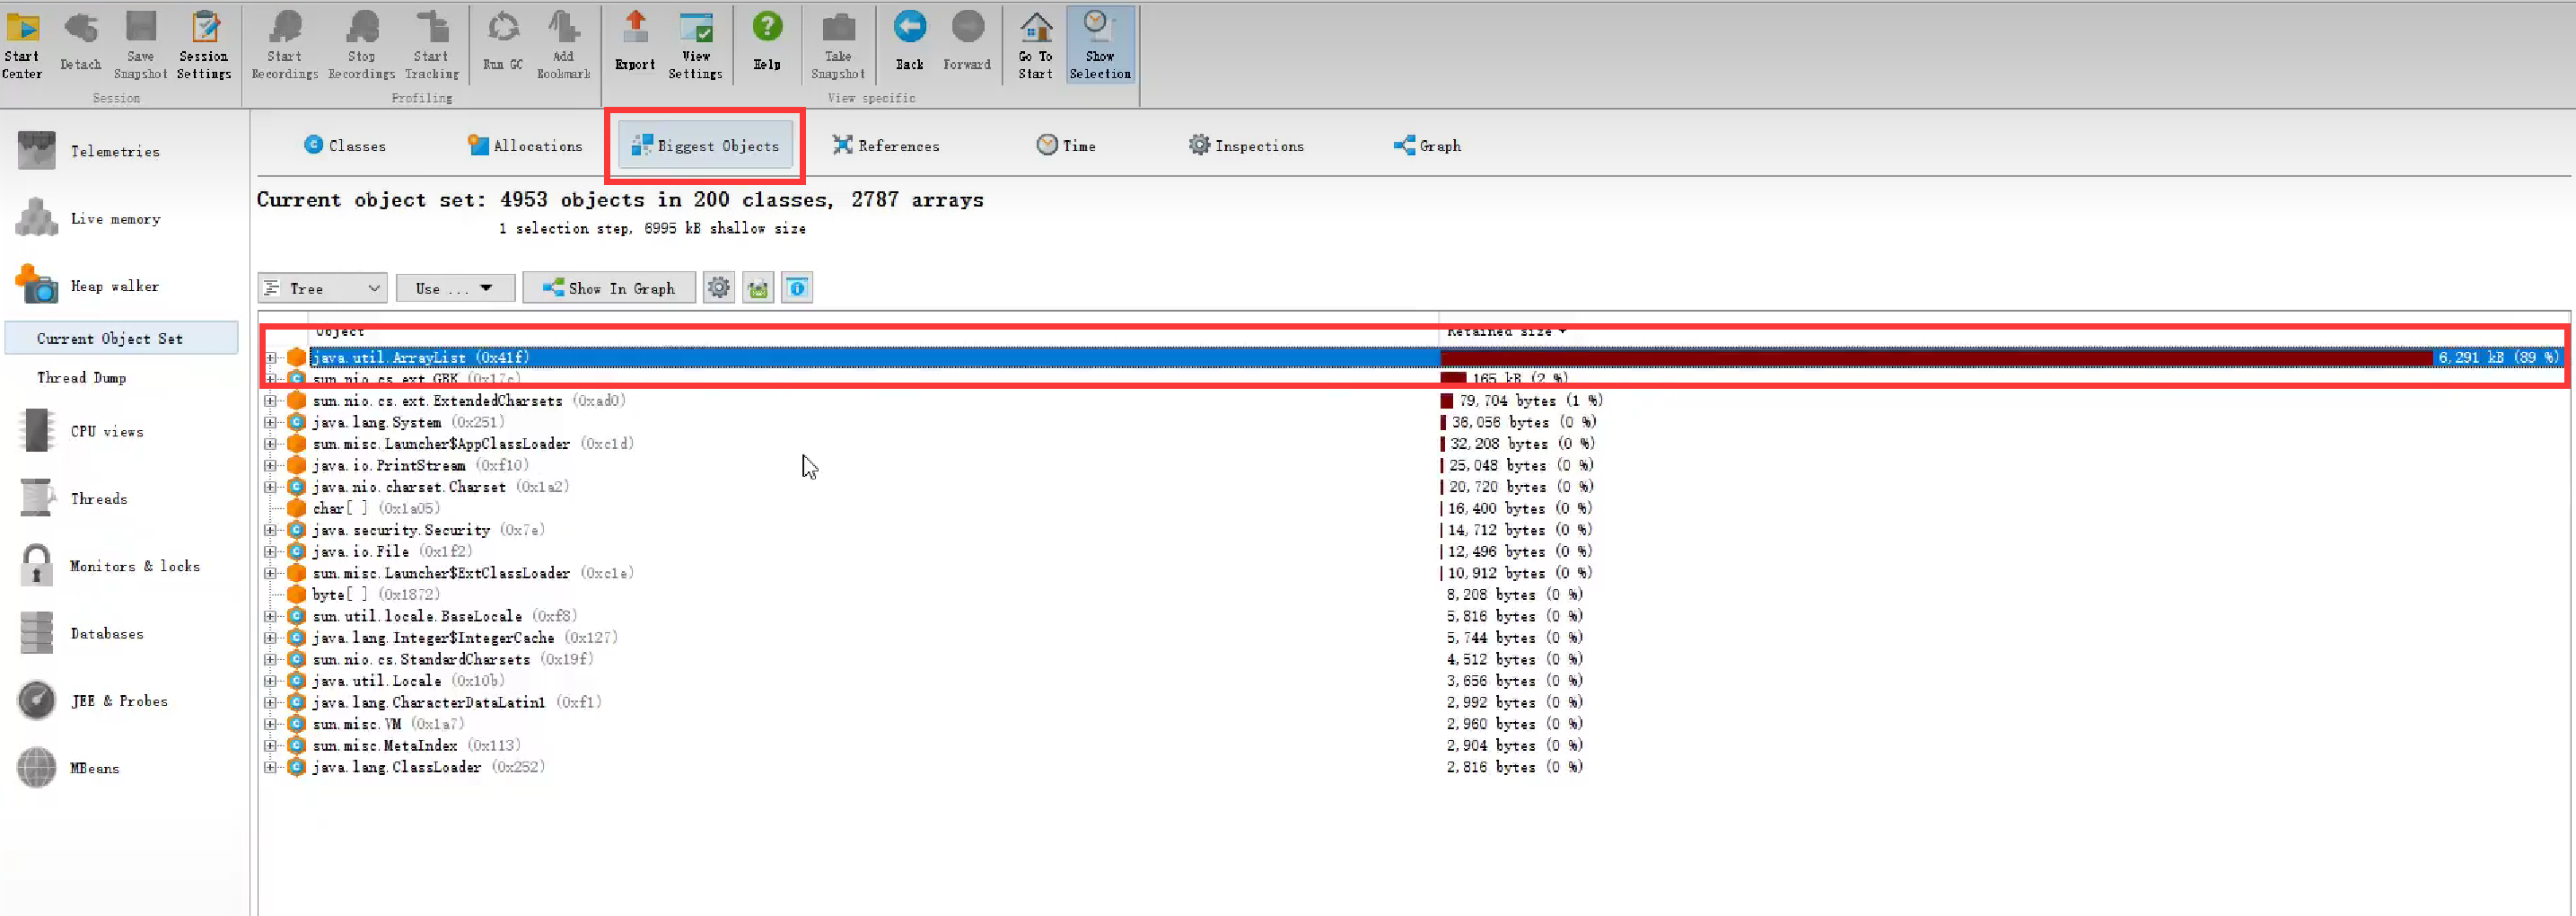 Start Center
Detach
Save Snapshot
Session Settings
Start Recordings
Stop Recordings
Start Tracking
Run GC
Add Bookmark
Export
View Settings
Help
Take Snapshot
Back
Forward
Go To Start
Show Selection
Session
Profiling
View specific
Telemetries
Live memory
Heap walker
Current Object Set
Thread Dump
CPU views
Threads
Monitors & locks
Databases
JEE & Probes
MBeans
Classes
Allocations
Biggest Objects
References
Time
Inspections
Graph
Current object set: 4953 objects in 200 classes, 2787 arrays
1 selection step, 6995 kB shallow size
Tree
Use ...
Show In Graph
Object Retained size
java.util.ArrayList (0x41f) 6,291 kB (89 %)
sun.nio.cs.ext.GBK (0x17c) 165 kB (2 %)
sun.nio.cs.ext.ExtendedCharsets (0xad0) 79,704 bytes (1 %)
java.lang.System (0x251) 36,056 bytes (0 %)
sun.misc.Launcher$AppClassLoader (0xc1d) 32,208 bytes (0 %)
java.io.PrintStream (0xf10) 25,048 bytes (0 %)
java.nio.charset.Charset (0x1a2) 20,720 bytes (0 %)
char[ ] (0x1a05) 16,400 bytes (0 %)
java.security.Security (0x7e) 14,712 bytes (0 %)
java.io.File (0x1f2) 12,496 bytes (0 %)
sun.misc.Launcher$ExtClassLoader (0xc1e) 10,912 bytes (0 %)
byte[ ] (0x1872) 8,208 bytes (0 %)
sun.util.locale.BaseLocale (0xf8) 5,816 bytes (0 %)
java.lang.Integer$IntegerCache (0x127) 5,744 bytes (0 %)
sun.nio.cs.StandardCharsets (0x19f) 4,512 bytes (0 %)
java.util.Locale (0x10b) 3,656 bytes (0 %)
java.lang.CharacterDataLatin1 (0xf1) 2,992 bytes (0 %)
sun.misc.VM (0x1a7) 2,960 bytes (0 %)
sun.misc.MetaIndex (0x113) 2,904 bytes (0 %)
java.lang.ClassLoader (0x252) 2,816 bytes (0 %)